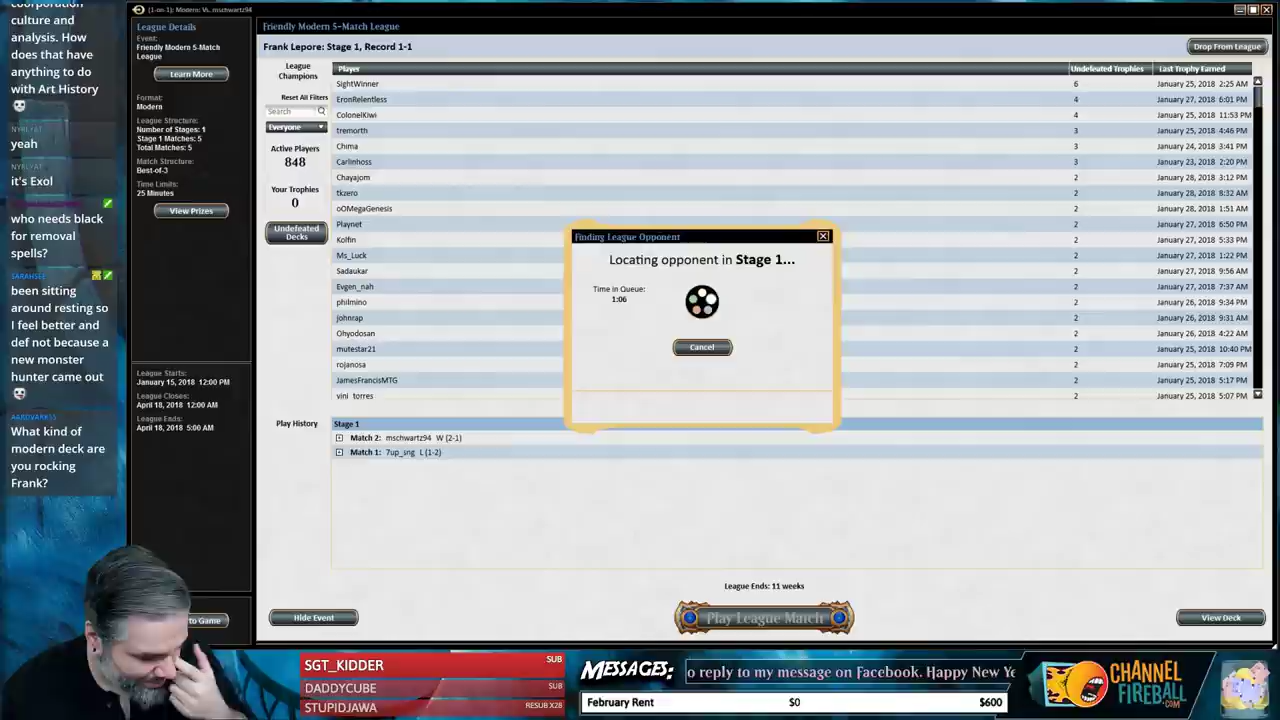 corporation
culture and
analysis. How
does that have
anything to do
with Art History
NYRLYAT
yeah
NYRLYAT
it's Exol
who needs black
for removal
spells?
SARAHSEE
been sitting
around resting so
I feel better and
def not because a
new monster
hunter came out
AARDVARKSS
What kind of
modern deck are
you rocking
Frank?
(1-on-1): Modern: Vs. mschwartz94
League Details
Event:
Friendly Modern 5-Match
League
Learn More
Format:
Modern
League Structure:
Number of Stages: 1
Stage 1 Matches: 5
Total Matches: 5
Match Structure:
Best-of-3
Time Limits:
25 Minutes
View Prizes
League Starts:
January 15, 2018 12:00 PM
League Closes:
April 18, 2018 12:00 AM
League Ends:
April 18, 2018 5:00 AM
to Game
Friendly Modern 5-Match League
Frank Lepore: Stage 1, Record 1-1
Drop From League
League
Champions
Reset All Filters
Search
Everyone
Active Players
848
Your Trophies
0
Undefeated
Decks
Player Undefeated Trophies Last Trophy Earned
SightWinner 6 January 25, 2018 2:25 AM
EronRelentless 4 January 27, 2018 6:01 PM
ColonelKiwi 4 January 25, 2018 11:53 PM
tremorth 3 January 25, 2018 4:46 PM
Ch1ma 3 January 24, 2018 3:41 PM
Carlinhoss 3 January 23, 2018 2:20 PM
Chayajom 2 January 28, 2018 3:12 PM
tkzero 2 January 28, 2018 8:32 AM
oOMegaGenesis 2 January 28, 2018 1:51 AM
Playnet 2 January 27, 2018 6:50 PM
Kolfin 2 January 27, 2018 5:33 PM
Ms_Luck 2 January 27, 2018 1:22 PM
Sadaukar 2 January 27, 2018 9:56 AM
Evgen_nah 2 January 27, 2018 7:37 AM
philmino 2 January 26, 2018 9:34 PM
johnrap 2 January 26, 2018 9:31 AM
Ohyodosan 2 January 26, 2018 4:22 AM
mutestar21 2 January 25, 2018 10:40 PM
rojanosa 2 January 25, 2018 7:09 PM
JamesFrancisMTG 2 January 25, 2018 5:17 PM
vini_torres 2 January 25, 2018 5:07 PM
Finding League Opponent
Locating opponent in Stage 1...
Time in Queue:
1:06
Cancel
Play History
Stage 1
Match 2: mschwartz94 W (2-1)
Match 1: 7up_sng L (1-2)
League Ends: 11 weeks
Hide Event
Play League Match
View Deck
SGT_KIDDER SUB
DADDYCUBE SUB
STUPIDJAWA RESUB X28
MESSAGES:
o reply to my message on Facebook. Happy New Ye
February Rent $0 $600
CHANNEL
FIREBALL
.COM